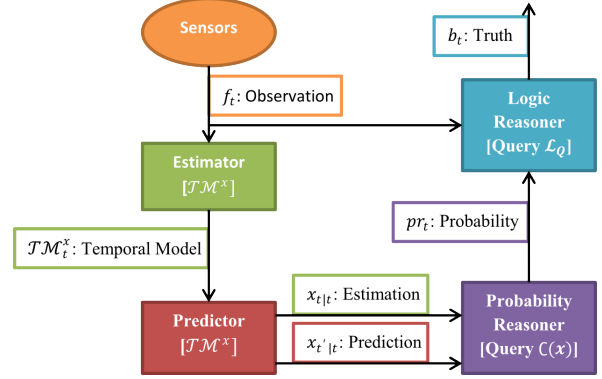 Sensors
b_t: Truth
f_t: Observation
Logic
Reasoner
[Query ℒ_Q]
Estimator
[𝒯ℳ^x]
pr_t: Probability
𝒯ℳ_t^x: Temporal Model
x_{t|t}: Estimation
Predictor
[𝒯ℳ^x]
Probability
Reasoner
[Query C(x)]
x_{t'|t}: Prediction